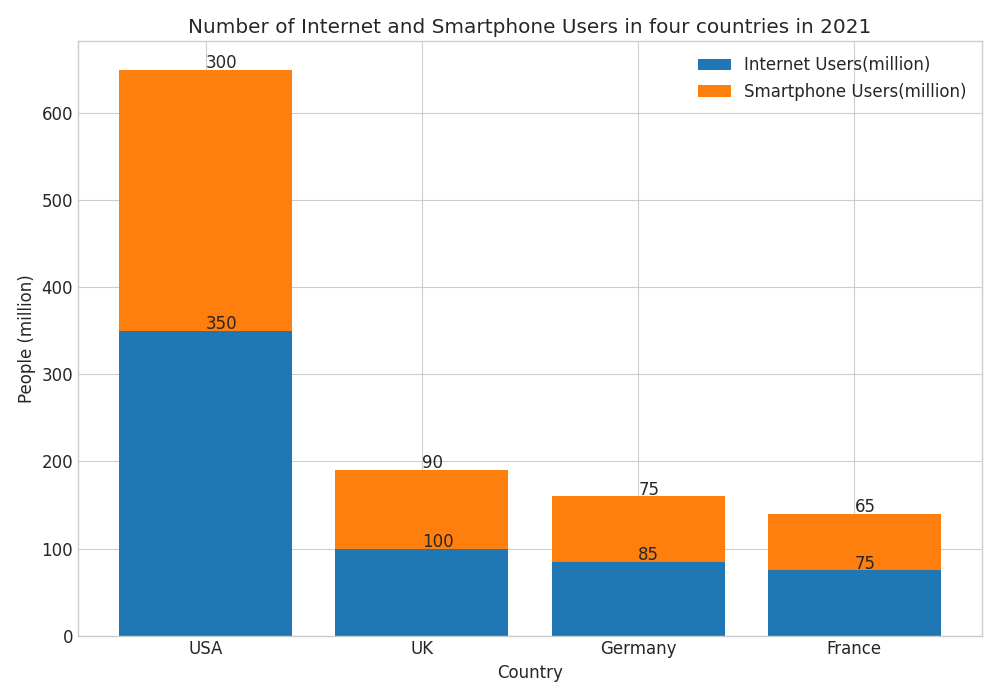 Number of Internet and Smartphone Users in four countries in 2021
Internet Users(million)
Smartphone Users(million)
People (million)
600
500
400
300
200
100
0
300
350
90
100
75
85
65
75
USA
UK
Germany
France
Country